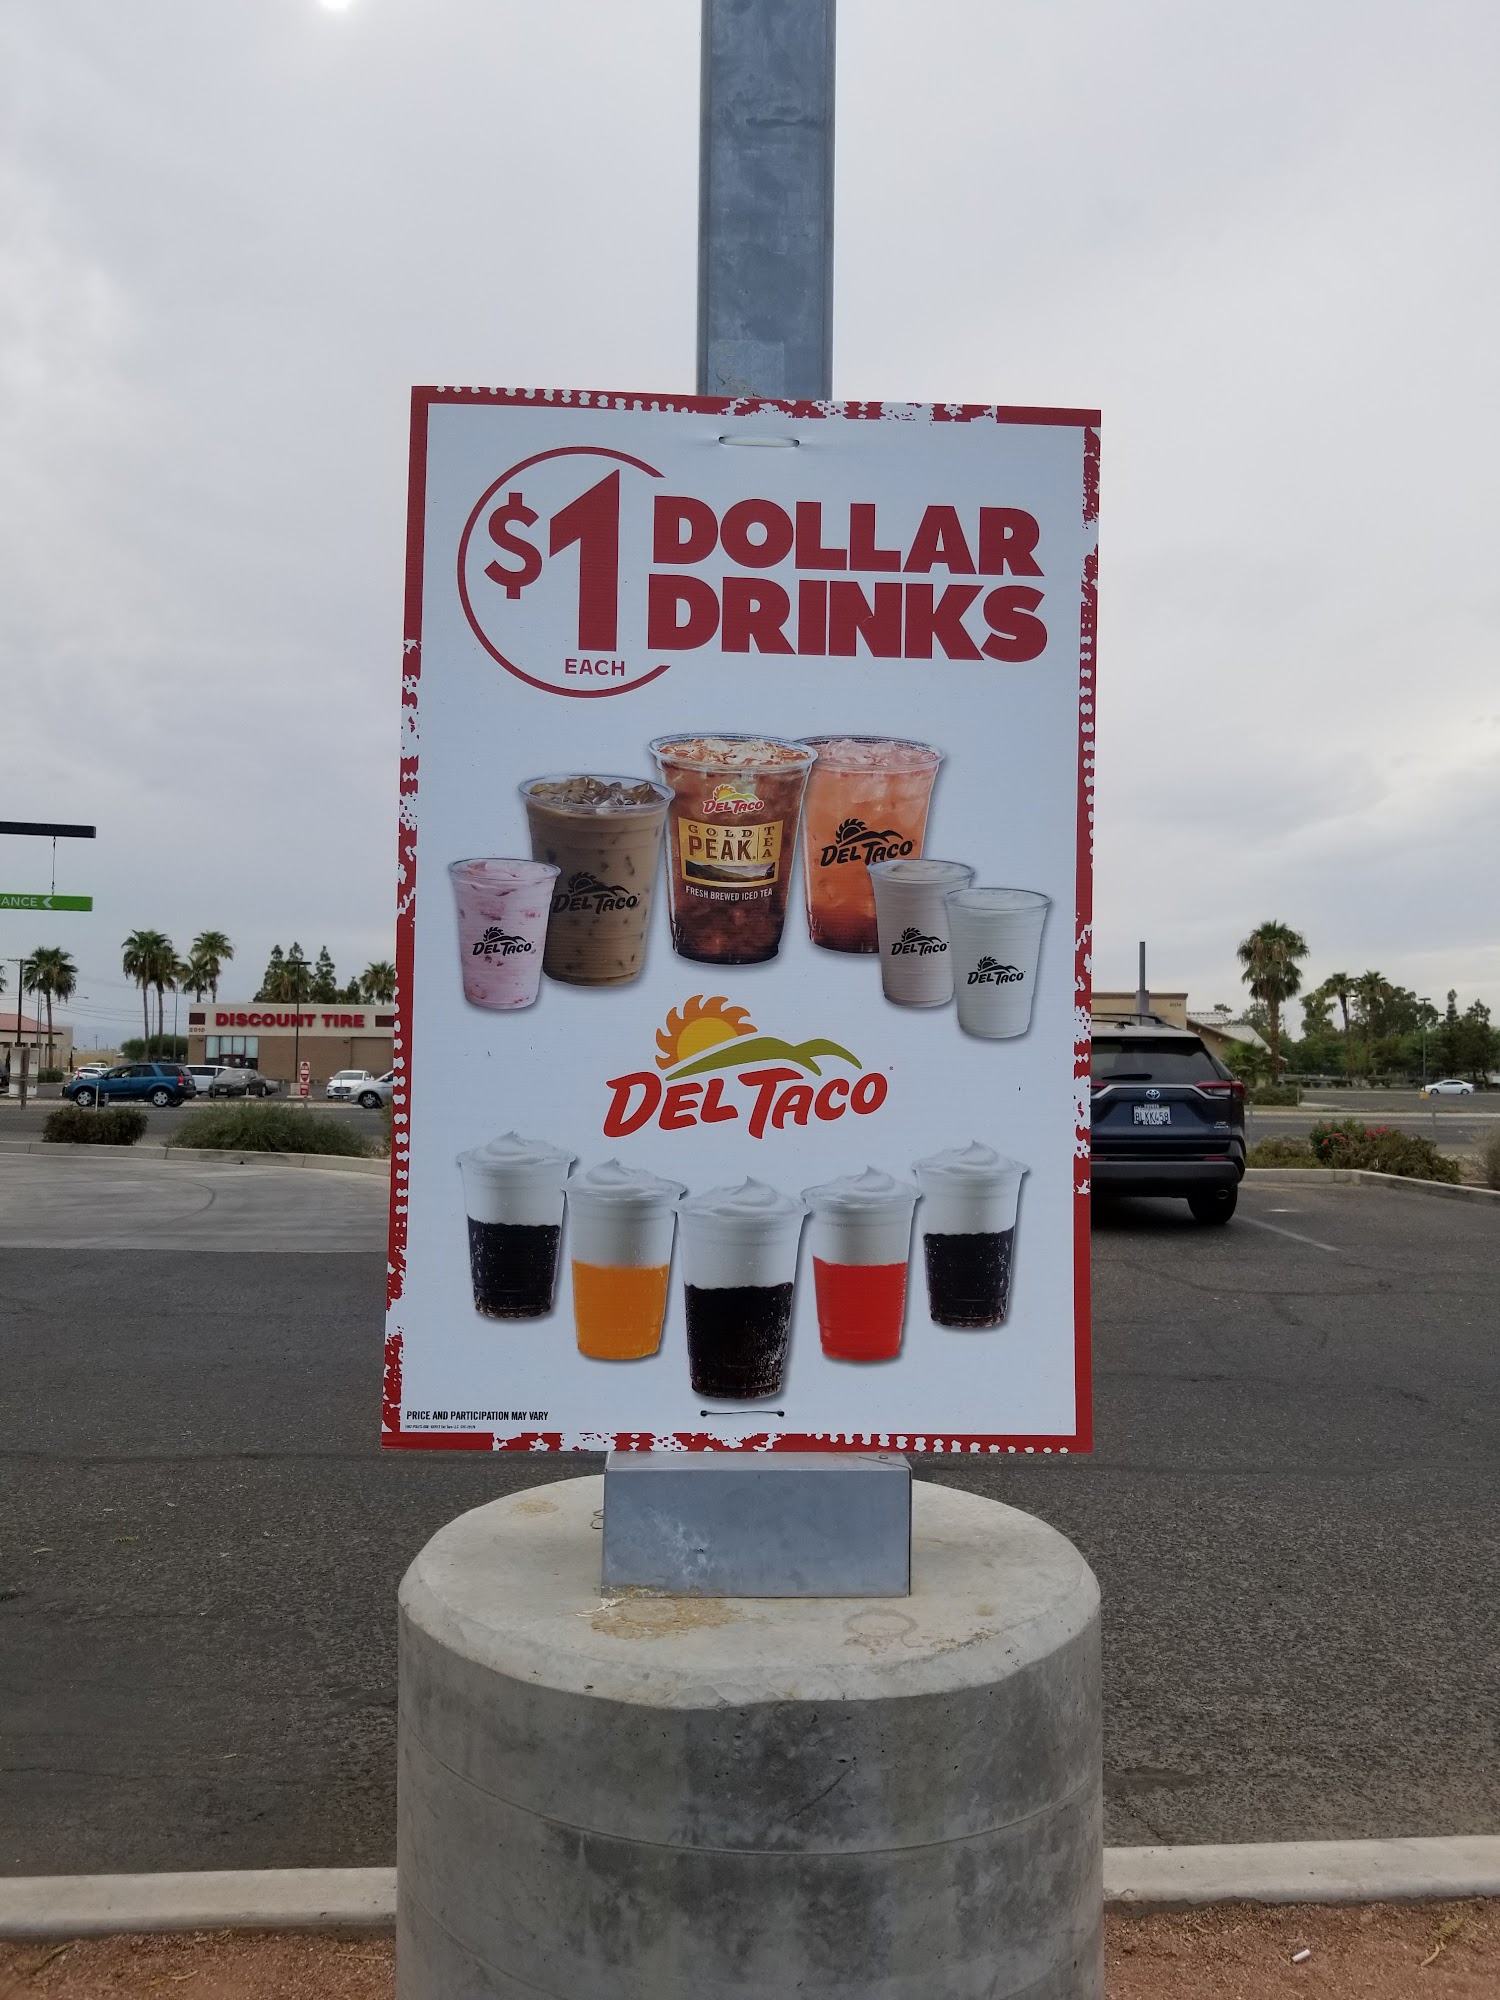 $1
EACH
DOLLAR
DRINKS
DEL TACO
GOLD
PEAK
TEA
FRESH BREWED ICED TEA
DEL TACO
DEL TACO
DEL TACO
DEL TACO
DEL TACO
DEL TACO
PRICE AND PARTICIPATION MAY VARY
ANCE
DISCOUNT TIRE